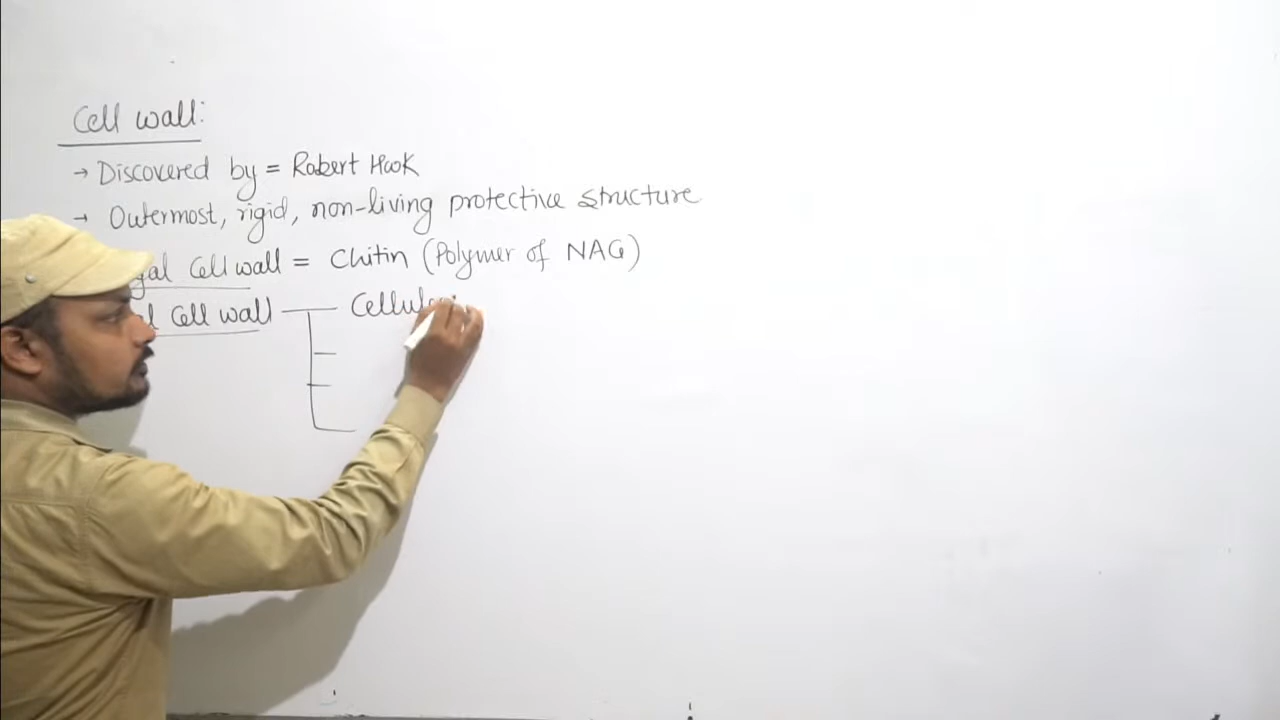 Cell wall:
→ Discovered by = Robert Hook
→ Outermost, rigid, non-living protective structure
Cell wall = Chitin (Polymer of NAG)
Cell wall